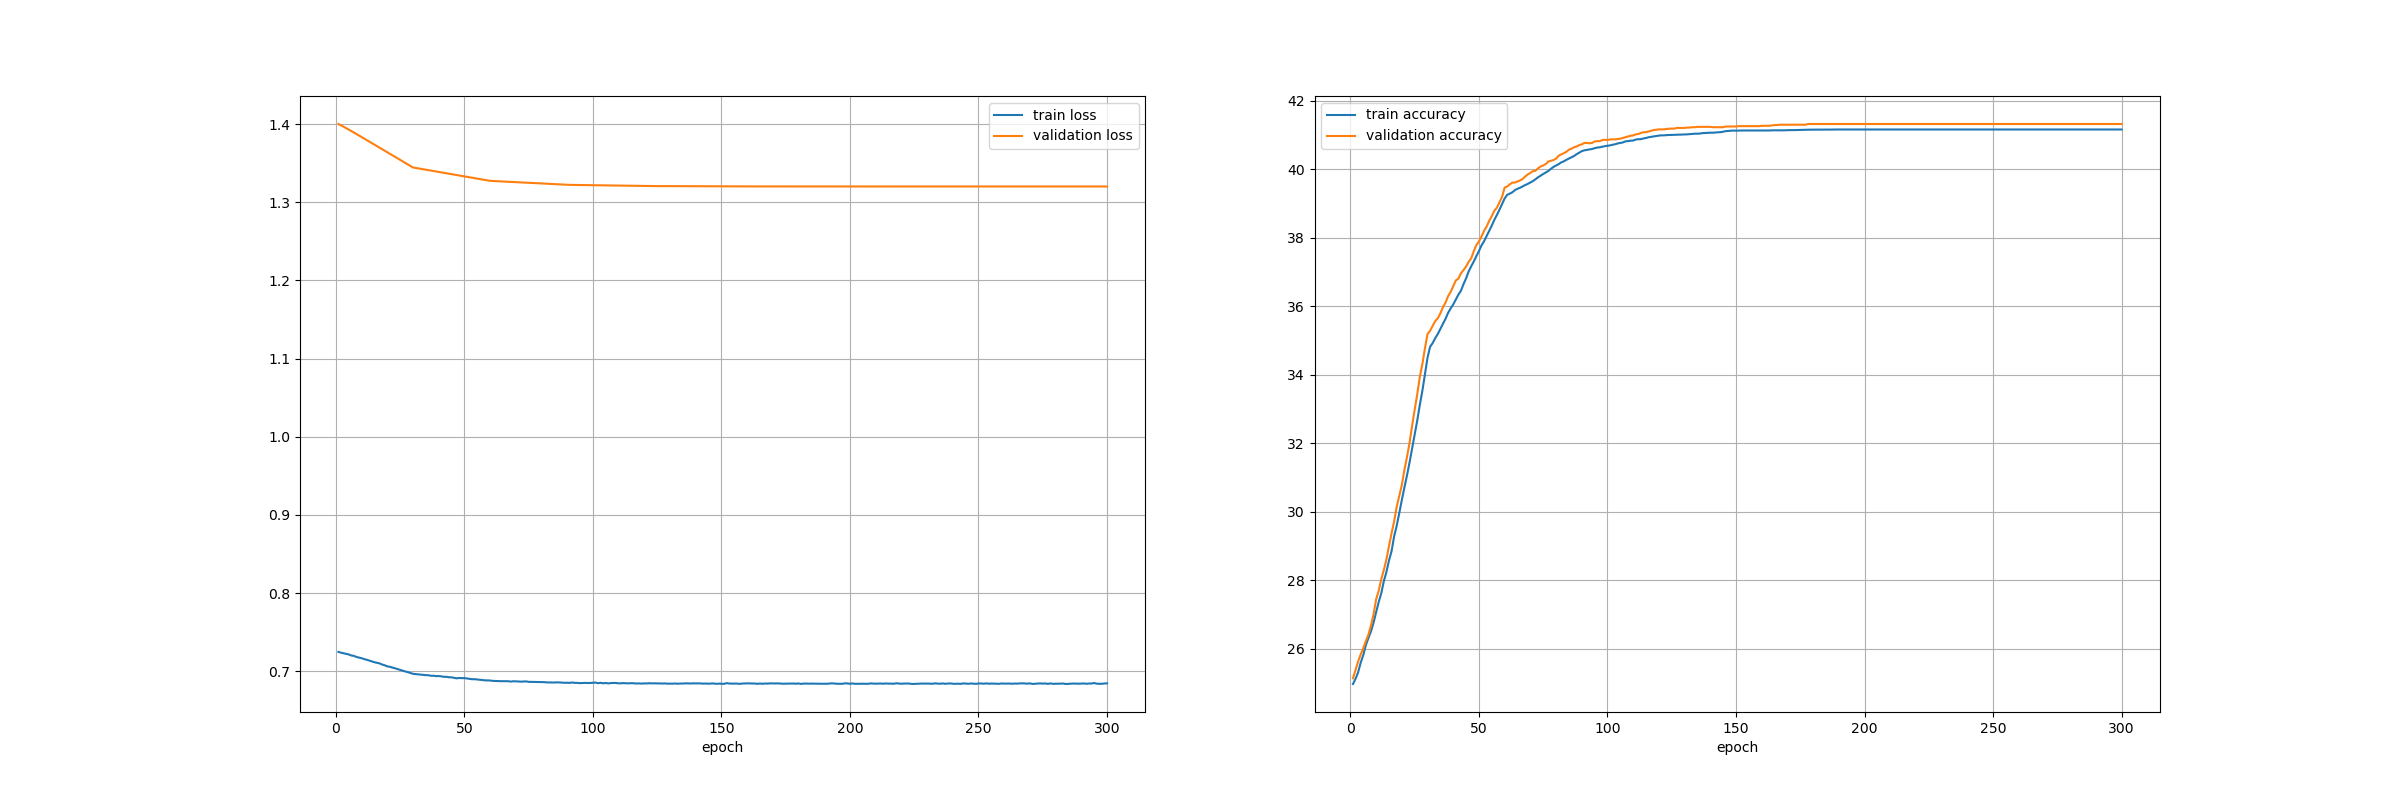 train loss
validation loss
1.4
1.3
1.2
1.1
1.0
0.9
0.8
0.7
0 50 100 150 200 250 300
epoch
train accuracy
validation accuracy
42
40
38
36
34
32
30
28
26
0 50 100 150 200 250 300
epoch